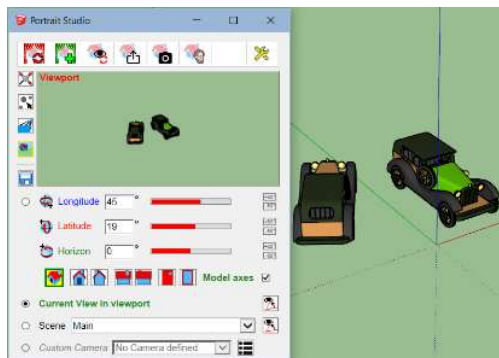 Portrait Studio
Viewport
Longitude 45 °
Latitude 19 °
Horizon 0 °
Model axes
Current View in viewport
Scene Main
Custom Camera No Camera defined